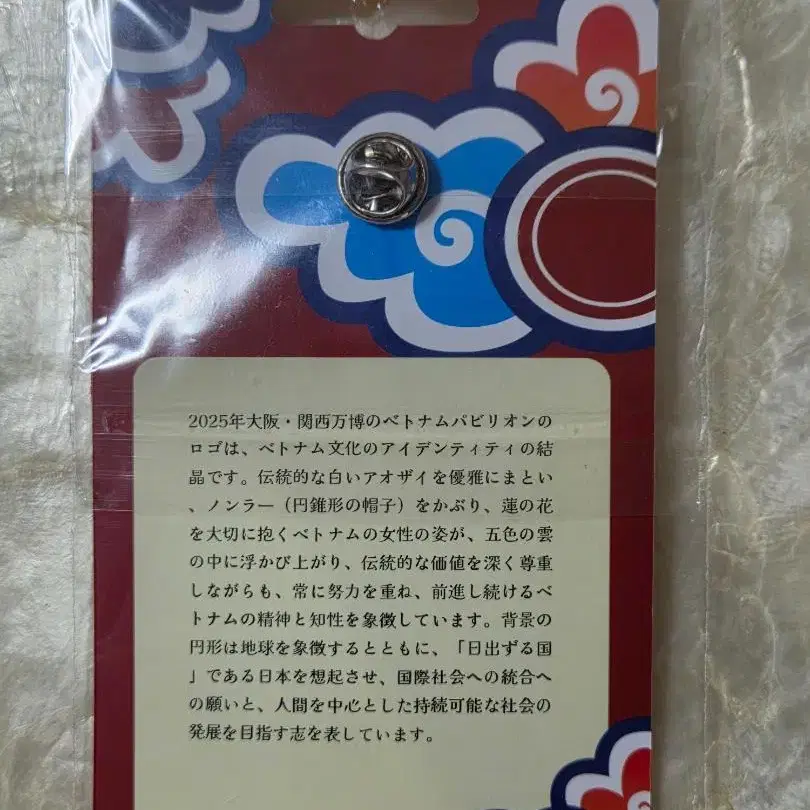 2025年大阪・関西万博のベトナムパビリオンの
ロゴは、ベトナム文化のアイデンティティの結
晶です。伝統的な白いアオザイを優雅にまとい
、ノンラー（円錐形の帽子）をかぶり、蓮の花
を大切に抱くベトナムの女性の姿が、五色の雲
の中に浮かび上がり、伝統的な価値を深く尊重
しながらも、常に努力を重ね、前進し続けるベ
トナムの精神と知性を象徴しています。背景の
円形は地球を象徴するとともに、「日出ずる国
」である日本を想起させ、国際社会への統合へ
の願いと、人間を中心とした持続可能な社会の
発展を目指す志を表しています。